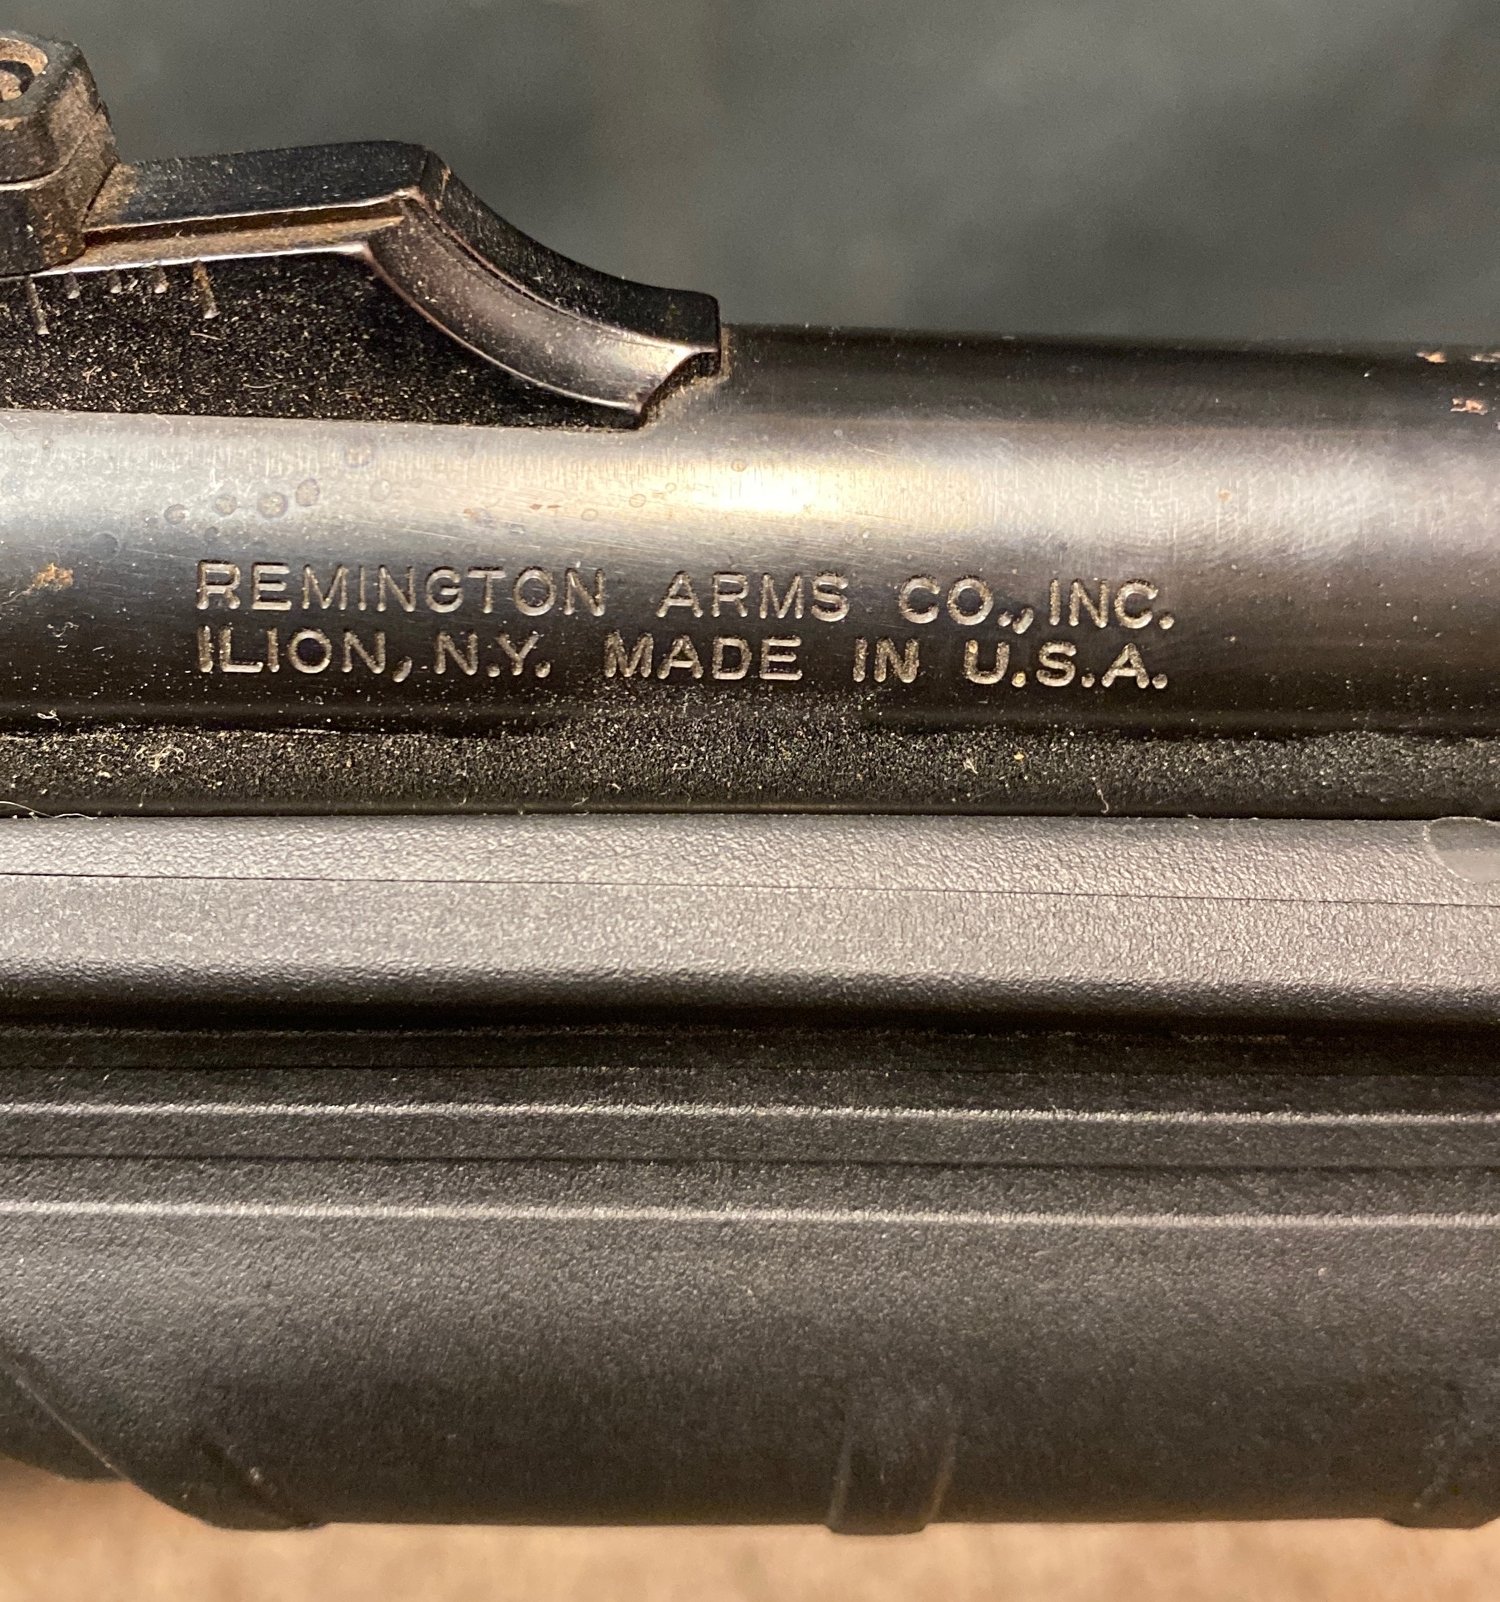 REMINGTON ARMS CO., INC.
ILION, N.Y. MADE IN U.S.A.